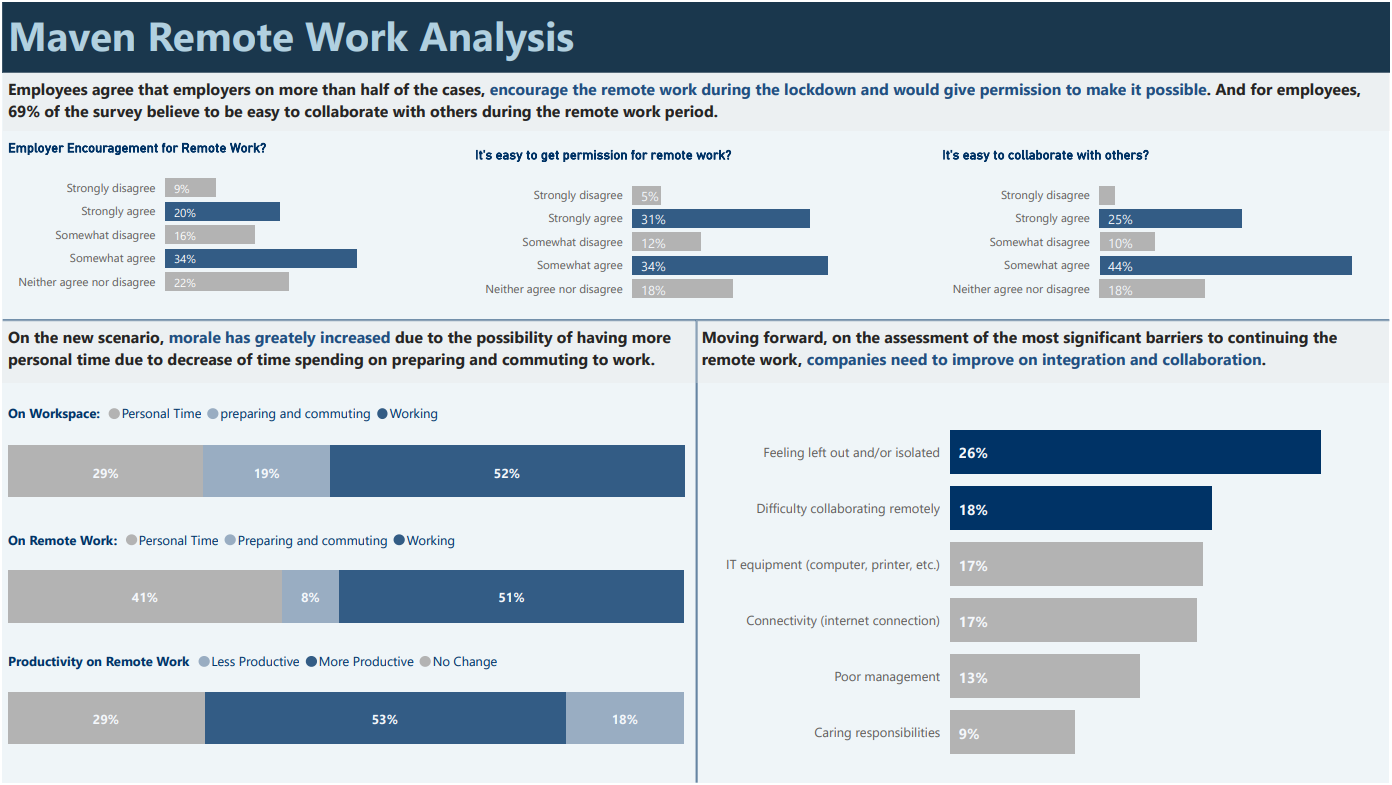 Maven Remote Work Analysis
Employees agree that employers on more than half of the cases, encourage the remote work during the lockdown and would give permission to make it possible. And for employees,
69% of the survey believe to be easy to collaborate with others during the remote work period.
Employer Encouragement for Remote Work?
Strongly disagree 9%
Strongly agree 20%
Somewhat disagree 16%
Somewhat agree 34%
Neither agree nor disagree 22%
It's easy to get permission for remote work?
Strongly disagree 5%
Strongly agree 31%
Somewhat disagree 12%
Somewhat agree 34%
Neither agree nor disagree 18%
It's easy to collaborate with others?
Strongly disagree
Strongly agree 25%
Somewhat disagree 10%
Somewhat agree 44%
Neither agree nor disagree 18%
On the new scenario, morale has greately increased due to the possibility of having more
personal time due to decrease of time spending on preparing and commuting to work.
On Workspace: Personal Time preparing and commuting Working
29% 19% 52%
On Remote Work: Personal Time Preparing and commuting Working
41% 8% 51%
Productivity on Remote Work Less Productive More Productive No Change
29% 53% 18%
Moving forward, on the assessment of the most significant barriers to continuing the
remote work, companies need to improve on integration and collaboration.
Feeling left out and/or isolated 26%
Difficulty collaborating remotely 18%
IT equipment (computer, printer, etc.) 17%
Connectivity (internet connection) 17%
Poor management 13%
Caring responsibilities 9%